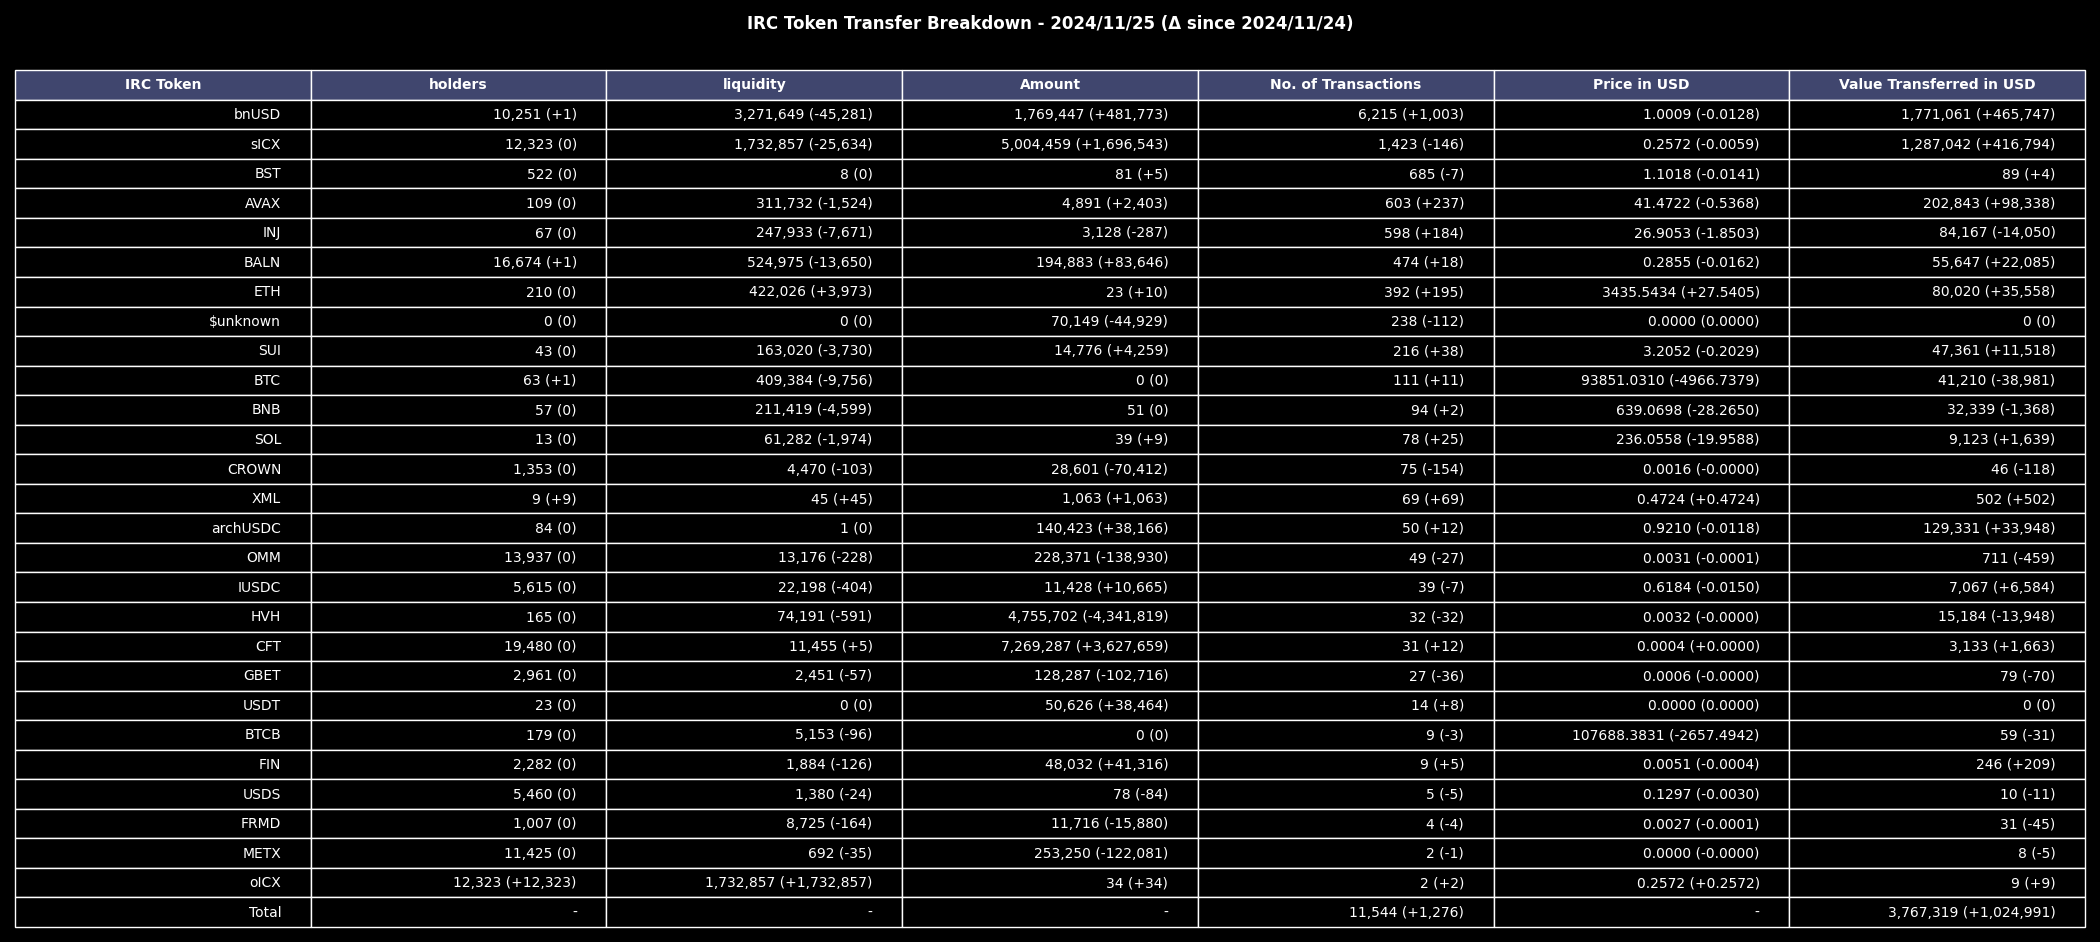 IRC Token Transfer Breakdown - 2024/11/25 (Δ since 2024/11/24)
IRC Token holders liquidity Amount No. of Transactions Price in USD Value Transferred in USD
bnUSD 10,251 (+1) 3,271,649 (-45,281) 1,769,447 (+481,773) 6,215 (+1,003) 1.0009 (-0.0128) 1,771,061 (+465,747)
sICX 12,323 (0) 1,732,857 (-25,634) 5,004,459 (+1,696,543) 1,423 (-146) 0.2572 (-0.0059) 1,287,042 (+416,794)
BST 522 (0) 8 (0) 81 (+5) 685 (-7) 1.1018 (-0.0141) 89 (+4)
AVAX 109 (0) 311,732 (-1,524) 4,891 (+2,403) 603 (+237) 41.4722 (-0.5368) 202,843 (+98,338)
INJ 67 (0) 247,933 (-7,671) 3,128 (-287) 598 (+184) 26.9053 (-1.8503) 84,167 (-14,050)
BALN 16,674 (+1) 524,975 (-13,650) 194,883 (+83,646) 474 (+18) 0.2855 (-0.0162) 55,647 (+22,085)
ETH 210 (0) 422,026 (+3,973) 23 (+10) 392 (+195) 3435.5434 (+27.5405) 80,020 (+35,558)
$unknown 0 (0) 0 (0) 70,149 (-44,929) 238 (-112) 0.0000 (0.0000) 0 (0)
SUI 43 (0) 163,020 (-3,730) 14,776 (+4,259) 216 (+38) 3.2052 (-0.2029) 47,361 (+11,518)
BTC 63 (+1) 409,384 (-9,756) 0 (0) 111 (+11) 93851.0310 (-4966.7379) 41,210 (-38,981)
BNB 57 (0) 211,419 (-4,599) 51 (0) 94 (+2) 639.0698 (-28.2650) 32,339 (-1,368)
SOL 13 (0) 61,282 (-1,974) 39 (+9) 78 (+25) 236.0558 (-19.9588) 9,123 (+1,639)
CROWN 1,353 (0) 4,470 (-103) 28,601 (-70,412) 75 (-154) 0.0016 (-0.0000) 46 (-118)
XML 9 (+9) 45 (+45) 1,063 (+1,063) 69 (+69) 0.4724 (+0.4724) 502 (+502)
archUSDC 84 (0) 1 (0) 140,423 (+38,166) 50 (+12) 0.9210 (-0.0118) 129,331 (+33,948)
OMM 13,937 (0) 13,176 (-228) 228,371 (-138,930) 49 (-27) 0.0031 (-0.0001) 711 (-459)
IUSDC 5,615 (0) 22,198 (-404) 11,428 (+10,665) 39 (-7) 0.6184 (-0.0150) 7,067 (+6,584)
HVH 165 (0) 74,191 (-591) 4,755,702 (-4,341,819) 32 (-32) 0.0032 (-0.0000) 15,184 (-13,948)
CFT 19,480 (0) 11,455 (+5) 7,269,287 (+3,627,659) 31 (+12) 0.0004 (+0.0000) 3,133 (+1,663)
GBET 2,961 (0) 2,451 (-57) 128,287 (-102,716) 27 (-36) 0.0006 (-0.0000) 79 (-70)
USDT 23 (0) 0 (0) 50,626 (+38,464) 14 (+8) 0.0000 (0.0000) 0 (0)
BTCB 179 (0) 5,153 (-96) 0 (0) 9 (-3) 107688.3831 (-2657.4942) 59 (-31)
FIN 2,282 (0) 1,884 (-126) 48,032 (+41,316) 9 (+5) 0.0051 (-0.0004) 246 (+209)
USDS 5,460 (0) 1,380 (-24) 78 (-84) 5 (-5) 0.1297 (-0.0030) 10 (-11)
FRMD 1,007 (0) 8,725 (-164) 11,716 (-15,880) 4 (-4) 0.0027 (-0.0001) 31 (-45)
METX 11,425 (0) 692 (-35) 253,250 (-122,081) 2 (-1) 0.0000 (-0.0000) 8 (-5)
oICX 12,323 (+12,323) 1,732,857 (+1,732,857) 34 (+34) 2 (+2) 0.2572 (+0.2572) 9 (+9)
Total - - - 11,544 (+1,276) - 3,767,319 (+1,024,991)